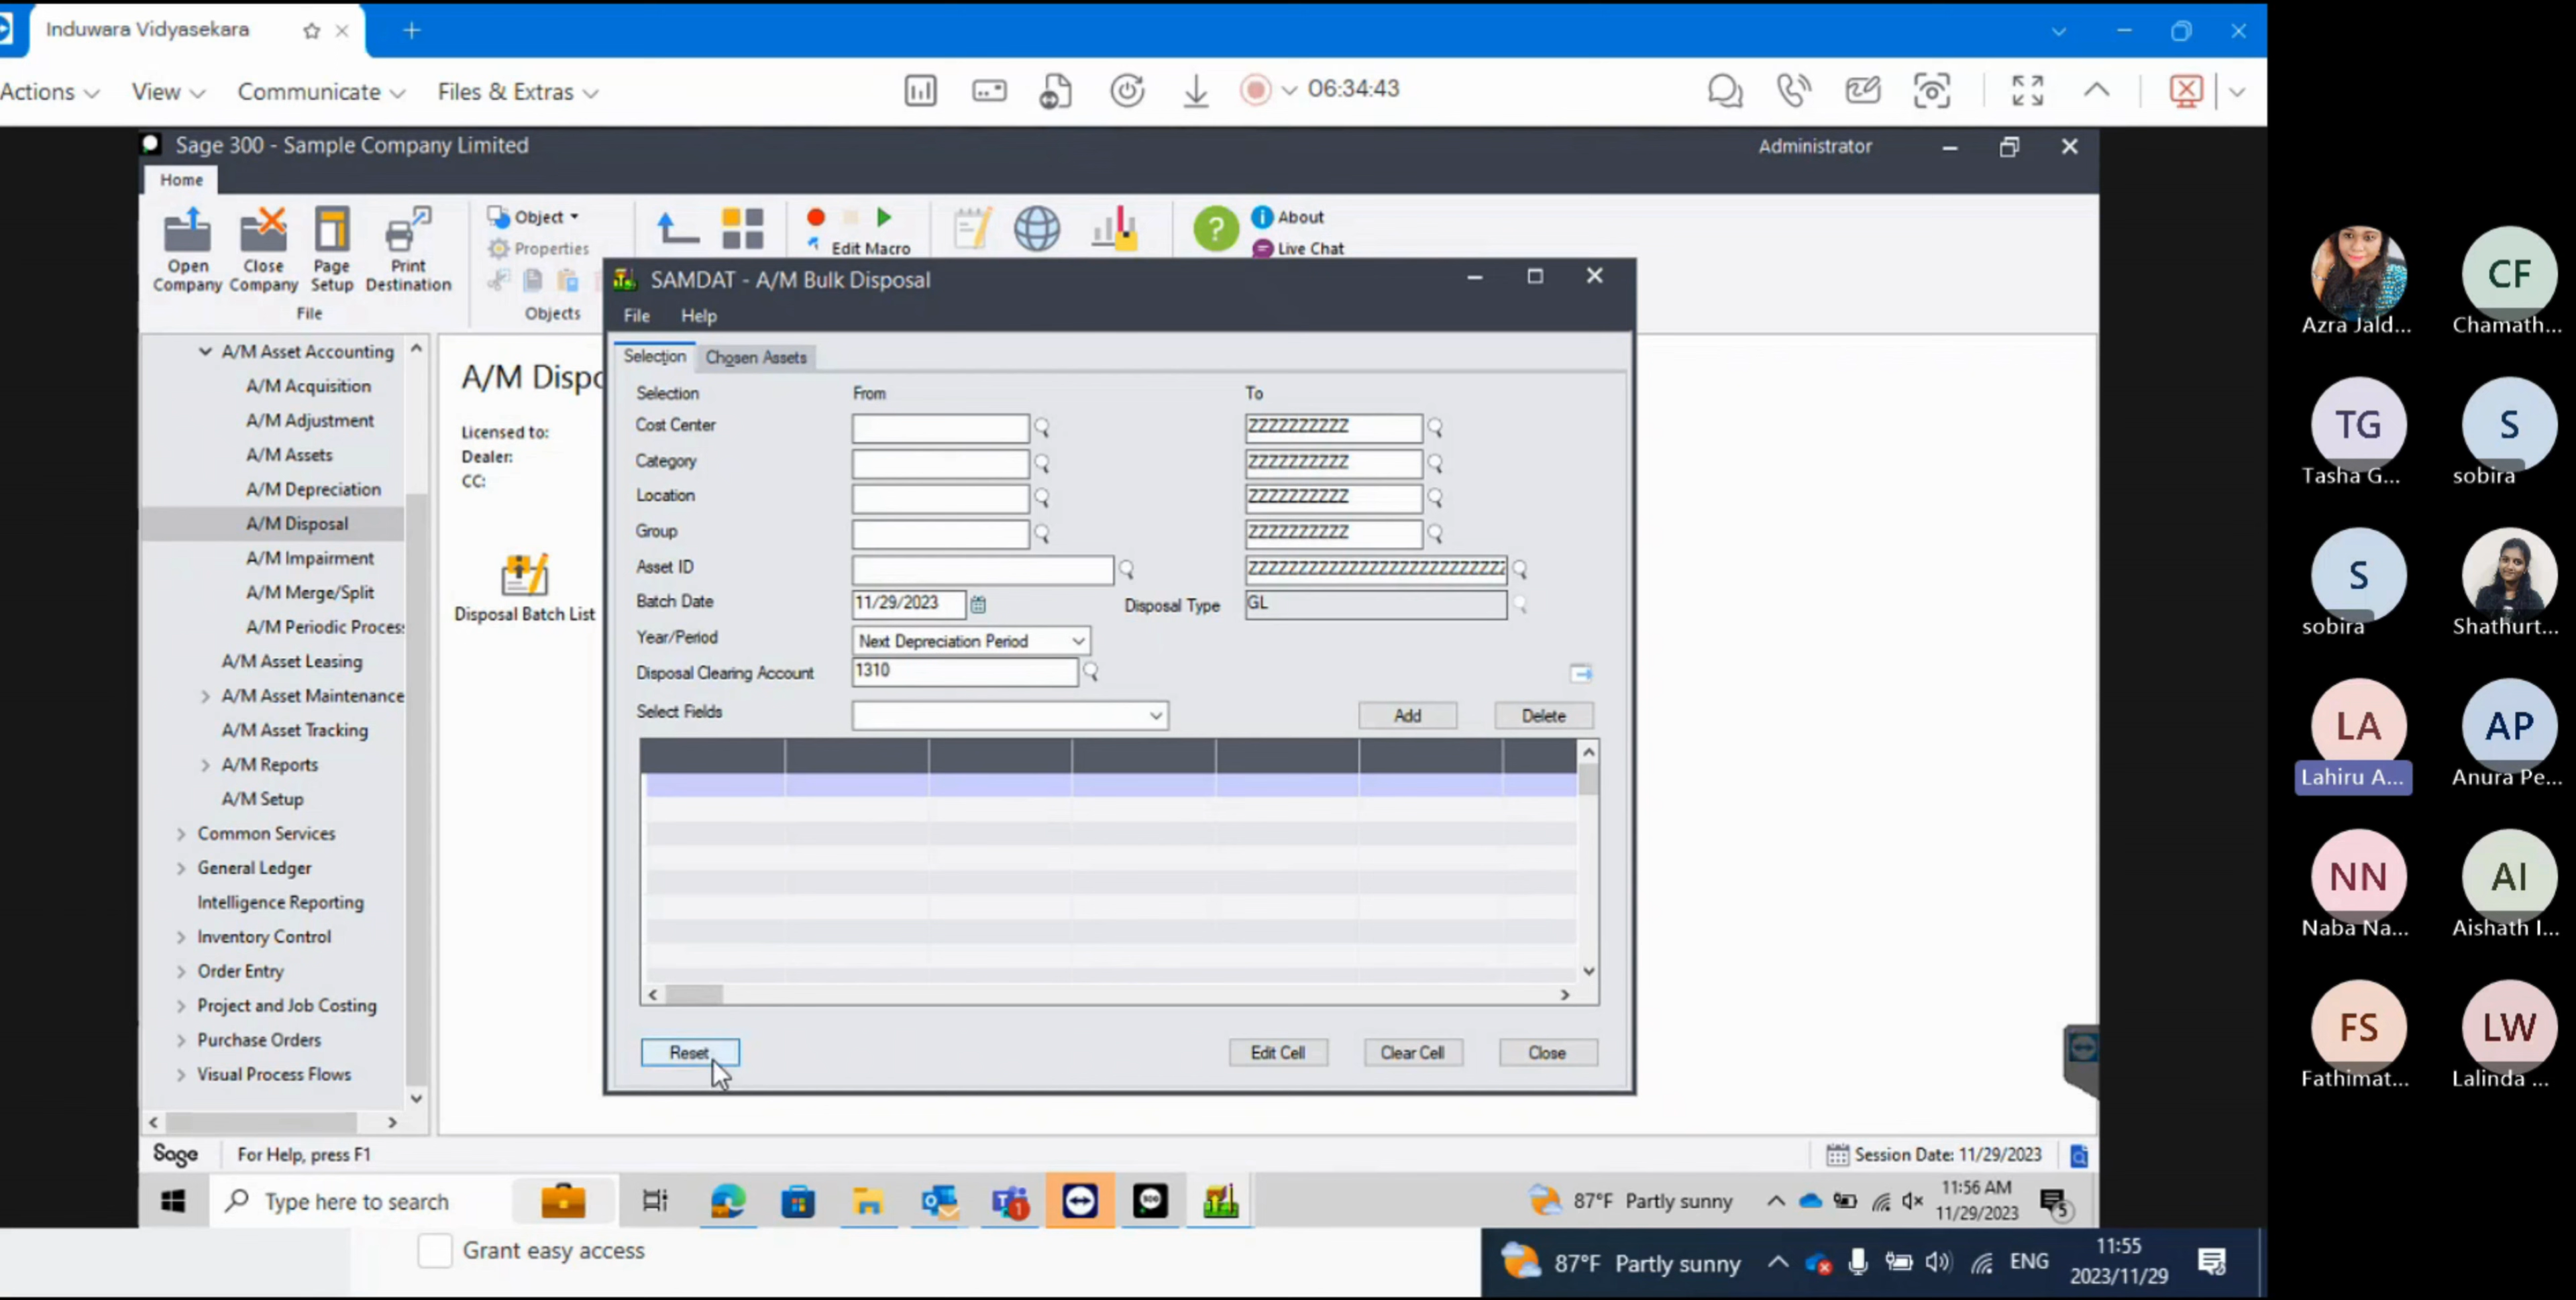 Induwara Vidyasekara
Actions View Communicate Files & Extras 06:34:43
Sage 300 - Sample Company Limited Administrator
Home
Open Company
Close Company
Page Setup
Print Destination
File
Object
Properties
Objects
Edit Macro
About
Live Chat
A/M Asset Accounting
A/M Acquisition
A/M Adjustment
A/M Assets
A/M Depreciation
A/M Disposal
A/M Impairment
A/M Merge/Split
A/M Periodic Proces
A/M Asset Leasing
A/M Asset Maintenance
A/M Asset Tracking
A/M Reports
A/M Setup
Common Services
General Ledger
Intelligence Reporting
Inventory Control
Order Entry
Project and Job Costing
Purchase Orders
Visual Process Flows
A/M Dispo
Licensed to:
Dealer:
CC:
Disposal Batch List
SAMDAT - A/M Bulk Disposal
File Help
Selection Chosen Assets
Selection From To
Cost Center ZZZZZZZZZZ
Category ZZZZZZZZZZ
Location ZZZZZZZZZZ
Group ZZZZZZZZZZ
Asset ID ZZZZZZZZZZZZZZZZZZZZZZZZZ
Batch Date 11/29/2023 Disposal Type GL
Year/Period Next Depreciation Period
Disposal Clearing Account 1310
Select Fields Add Delete
Reset Edit Cell Clear Cell Close
Sage For Help, press F1 Session Date: 11/29/2023
Type here to search 1 300 87°F Partly sunny 11:56 AM
11/29/2023 5
Grant easy access
87°F Partly sunny ENG 11:55
2023/11/29
CF
Azra Jald... Chamath...
TG S
Tasha G... sobira
S
sobira Shathurt...
LA AP
Lahiru A... Anura Pe...
NN AI
Naba Na... Aishath I...
FS LW
Fathimat... Lalinda ...